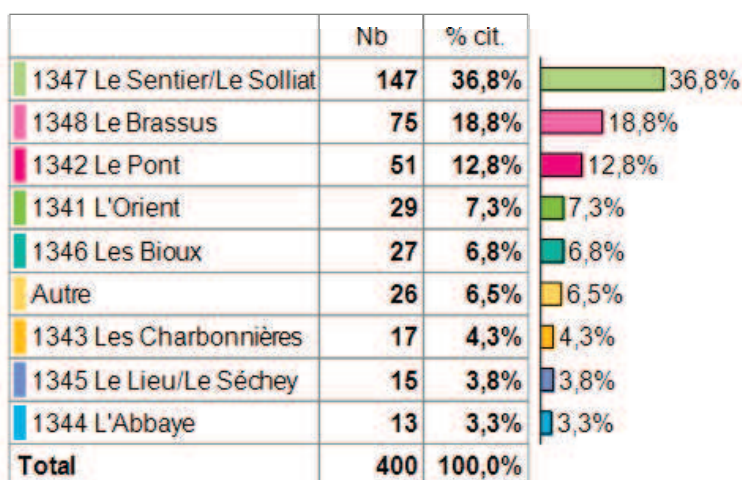 Nb % cit.
1347 Le Sentier/Le Solliat 147 36,8% 36,8%
1348 Le Brassus 75 18,8% 18,8%
1342 Le Pont 51 12,8% 12,8%
1341 L'Orient 29 7,3% 7,3%
1346 Les Bioux 27 6,8% 6,8%
Autre 26 6,5% 6,5%
1343 Les Charbonnières 17 4,3% 4,3%
1345 Le Lieu/Le Séchey 15 3,8% 3,8%
1344 L'Abbaye 13 3,3% 3,3%
Total 400 100,0%